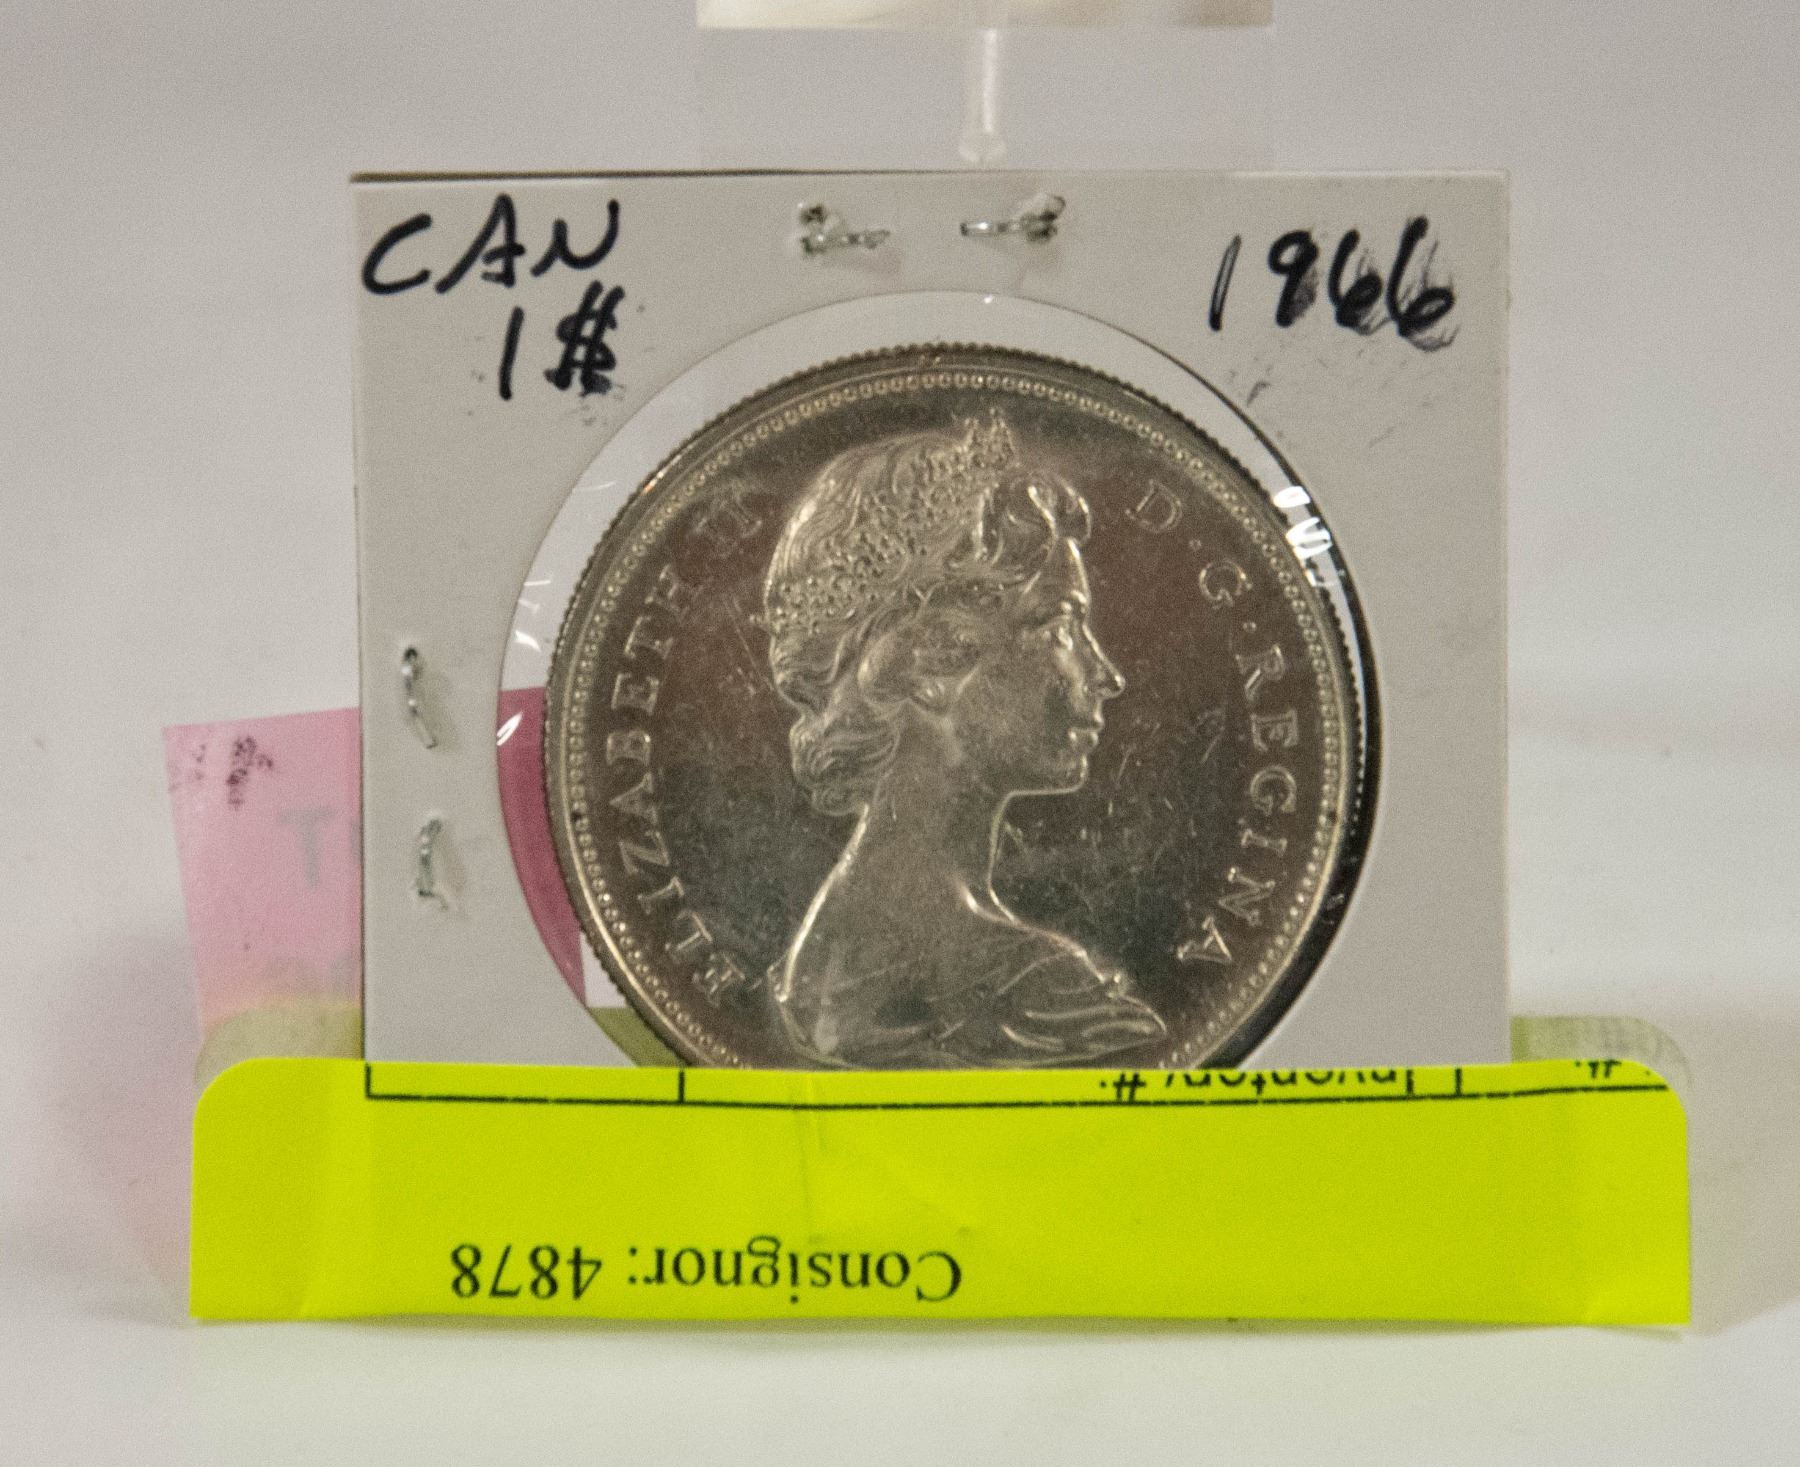 CAN
1$
1966
ELIZABETH II D·G·REGINA
Inventory #:
#:
Consignor: 4878